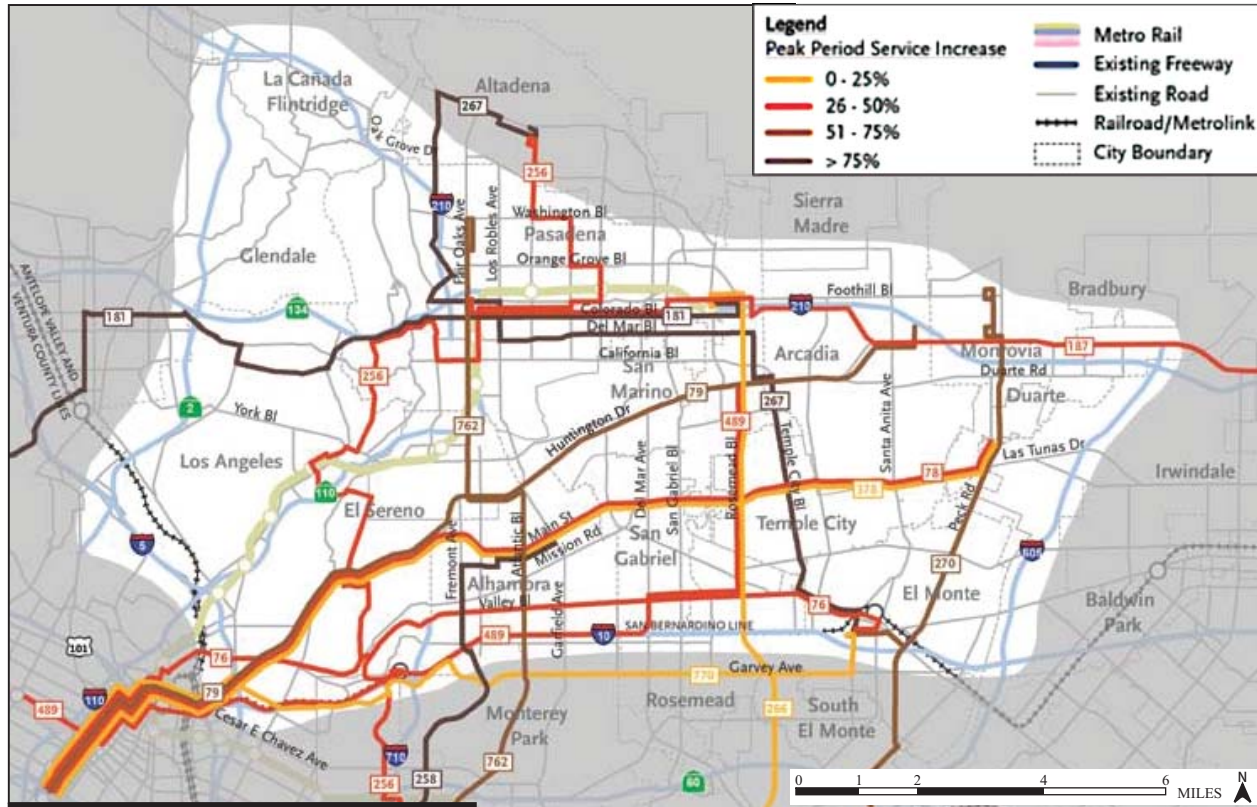 Legend
Peak Period Service Increase
0 - 25%
26 - 50%
51 - 75%
> 75%
Metro Rail
Existing Freeway
Existing Road
Railroad/Metrolink
City Boundary
La Cañada
Flintridge
Altadena
267
Oak Grove Dr
256
210
Fair Oaks Ave
Los Robles Ave
Washington Bl
Pasadena
Sierra
Madre
Glendale
Orange Grove Bl
ANTELOPE VALLEY AND
VENTURA COUNTY LINES
134
Foothill Bl
Bradbury
210
181
Colorado Bl
181
Del Mar Bl
California Bl
San
Marino
Arcadia
Monrovia
187
Duarte Rd
Duarte
256
79
267
2
York Bl
762
Huntington Dr
489
Santa Anita Ave
Los Angeles
Del Mar Ave
San Gabriel Bl
Rosemead Bl
Temple City Bl
Las Tunas Dr
78
378
Irwindale
110
El Sereno
Main St
Mission Rd
San
Gabriel
Temple City
Peck Rd
5
605
Fremont Ave
Atlantic Bl
Alhambra
270
El Monte
Valley Bl
Garfield Ave
76
Baldwin
Park
SAN BERNARDINO LINE
489
10
101
76
Garvey Ave
770
79
110
489
Rosemead
South
El Monte
266
Cesar E Chavez Ave
Monterey
Park
710
762
256
258
60
0
1
2
4
6
MILES
N